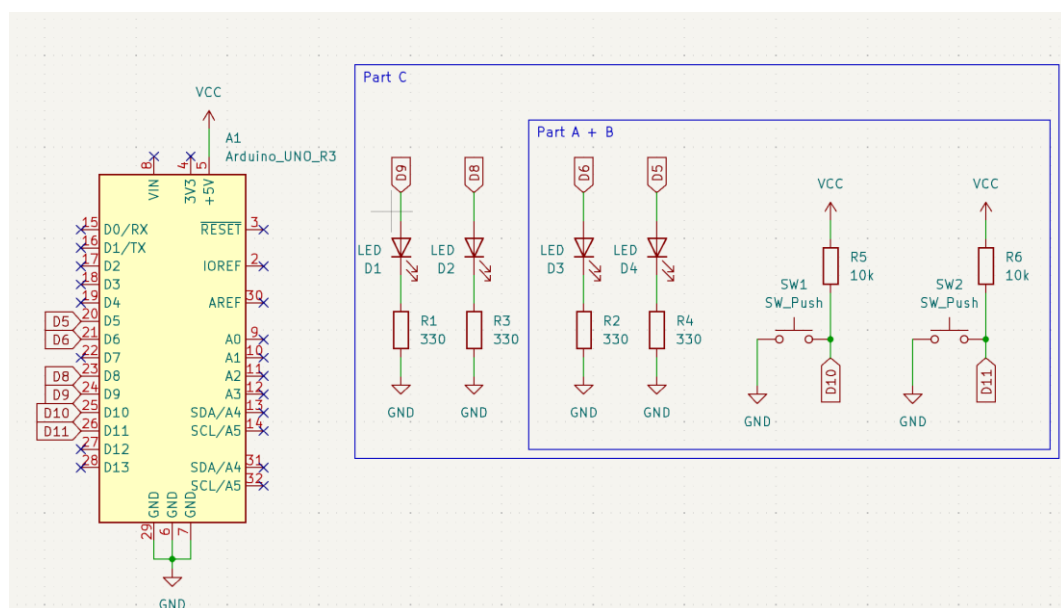 Part C
VCC
A1
Arduino_UNO_R3
Part A + B
8
4
5
VIN
3V3
+5V
15
D0/RX
RESET
3
16
D1/TX
17
D2
IOREF
2
18
D3
19
D4
AREF
30
D5
20
D5
D6
21
D6
A0
9
22
D7
A1
10
D8
23
D8
A2
11
D9
24
D9
A3
12
D10
25
D10
SDA/A4
13
D11
26
D11
SCL/A5
14
27
D12
28
D13
SDA/A4
31
SCL/A5
32
GND
GND
GND
29
6
7
GND
D9
LED
D1
R1
330
GND
D8
LED
D2
R3
330
GND
D6
LED
D3
R2
330
GND
D5
LED
D4
R4
330
GND
VCC
R5
10k
SW1
SW_Push
D10
GND
VCC
R6
10k
SW2
SW_Push
D11
GND